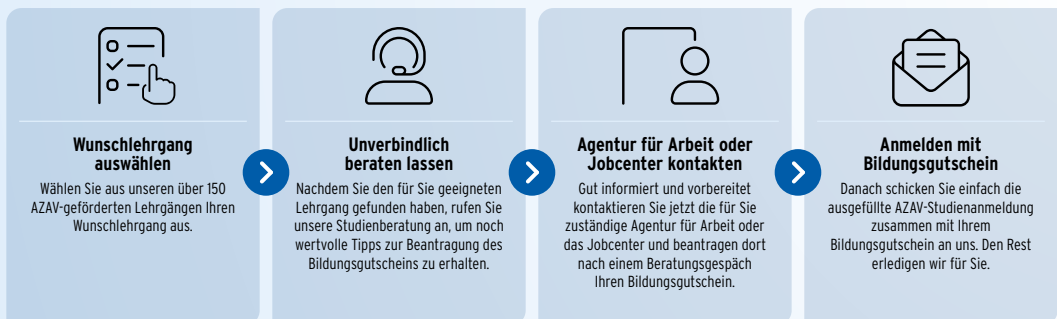 Wunschlehrgang
auswählen
Wählen Sie aus unseren über 150
AZAV-geförderten Lehrgängen Ihren
Wunschlehrgang aus.
Unverbindlich
beraten lassen
Nachdem Sie den für Sie geeigneten
Lehrgang gefunden haben, rufen Sie
unsere Studienberatung an, um noch
wertvolle Tipps zur Beantragung des
Bildungsgutscheins zu erhalten.
Agentur für Arbeit oder
Jobcenter kontakten
Gut informiert und vorbereitet
kontaktieren Sie jetzt die für Sie
zuständige Agentur für Arbeit oder
das Jobcenter und beantragen dort
nach einem Beratungsgespräch
Ihren Bildungsgutschein.
Anmelden mit
Bildungsgutschein
Danach schicken Sie einfach die
ausgefüllte AZAV-Studienanmeldung
zusammen mit Ihrem
Bildungsgutschein an uns. Den Rest
erledigen wir für Sie.